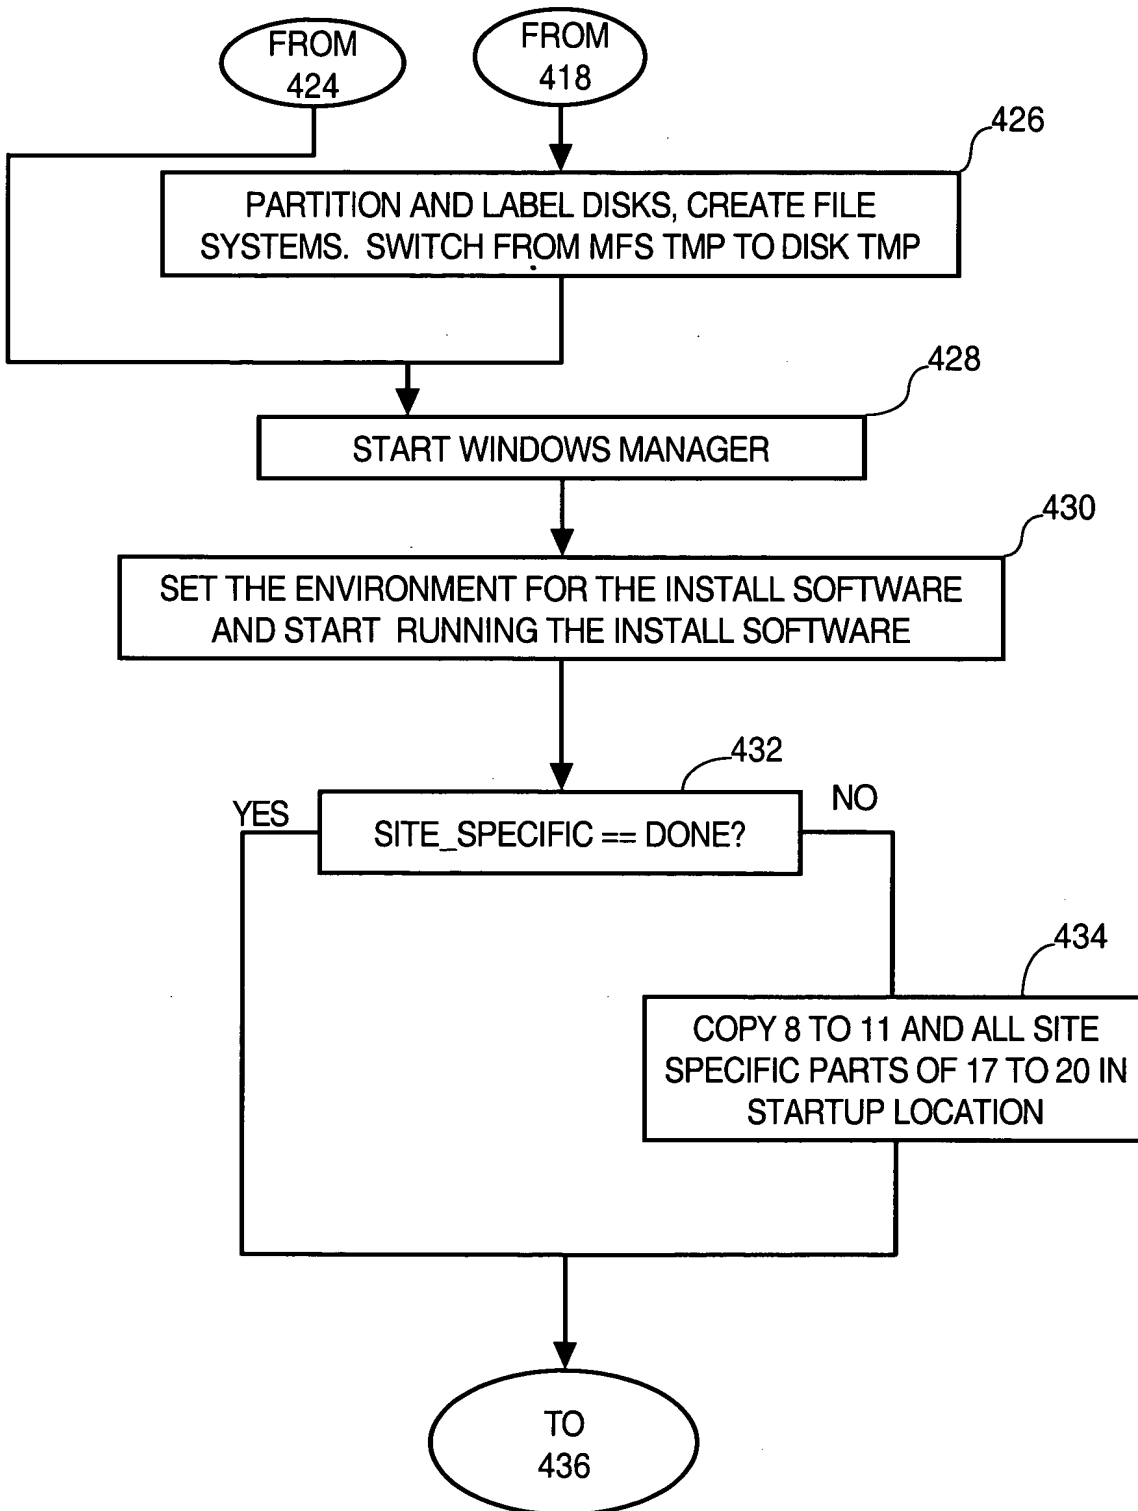 FROM
424
FROM
418
426
PARTITION AND LABEL DISKS, CREATE FILE
SYSTEMS. SWITCH FROM MFS TMP TO DISK TMP
428
START WINDOWS MANAGER
430
SET THE ENVIRONMENT FOR THE INSTALL SOFTWARE
AND START RUNNING THE INSTALL SOFTWARE
432
YES
SITE_SPECIFIC == DONE?
NO
434
COPY 8 TO 11 AND ALL SITE
SPECIFIC PARTS OF 17 TO 20 IN
STARTUP LOCATION
TO
436